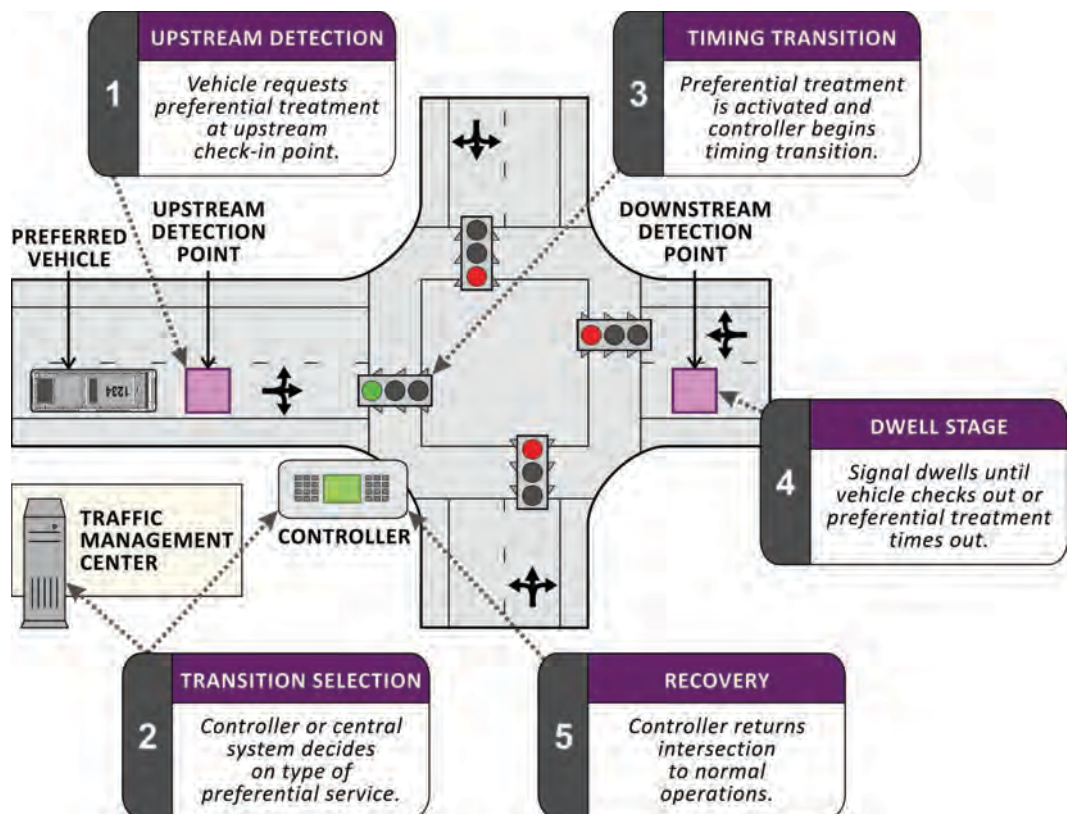 1
UPSTREAM DETECTION
Vehicle requests
preferential treatment
at upstream
check-in point.
3
TIMING TRANSITION
Preferential treatment
is activated and
controller begins
timing transition.
PREFERRED
VEHICLE
UPSTREAM
DETECTION
POINT
DOWNSTREAM
DETECTION
POINT
1234
4
DWELL STAGE
Signal dwells until
vehicle checks out or
preferential treatment
times out.
TRAFFIC
MANAGEMENT
CENTER
CONTROLLER
2
TRANSITION SELECTION
Controller or central
system decides
on type of
preferential service.
5
RECOVERY
Controller returns
intersection
to normal
operations.